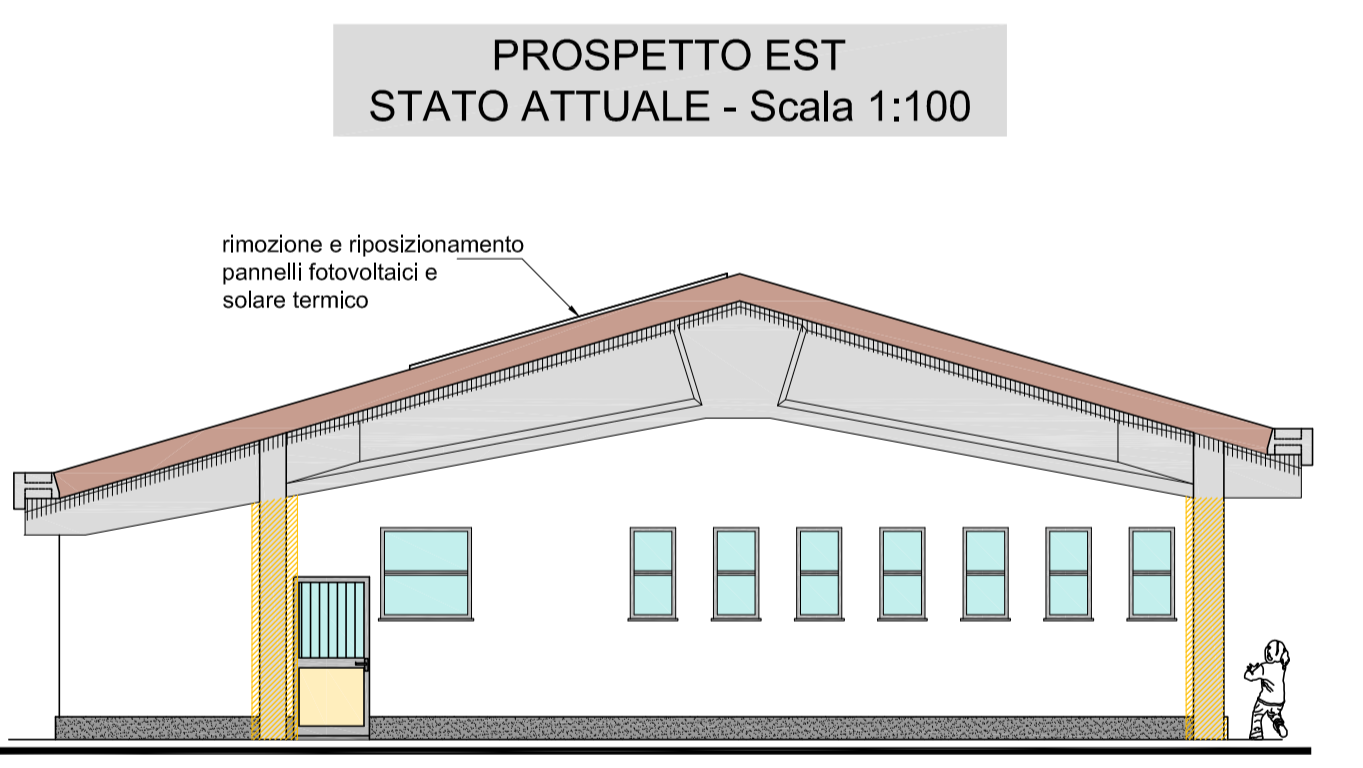 PROSPETTO EST
STATO ATTUALE - Scala 1:100
rimozione e riposizionamento
pannelli fotovoltaici e
solare termico